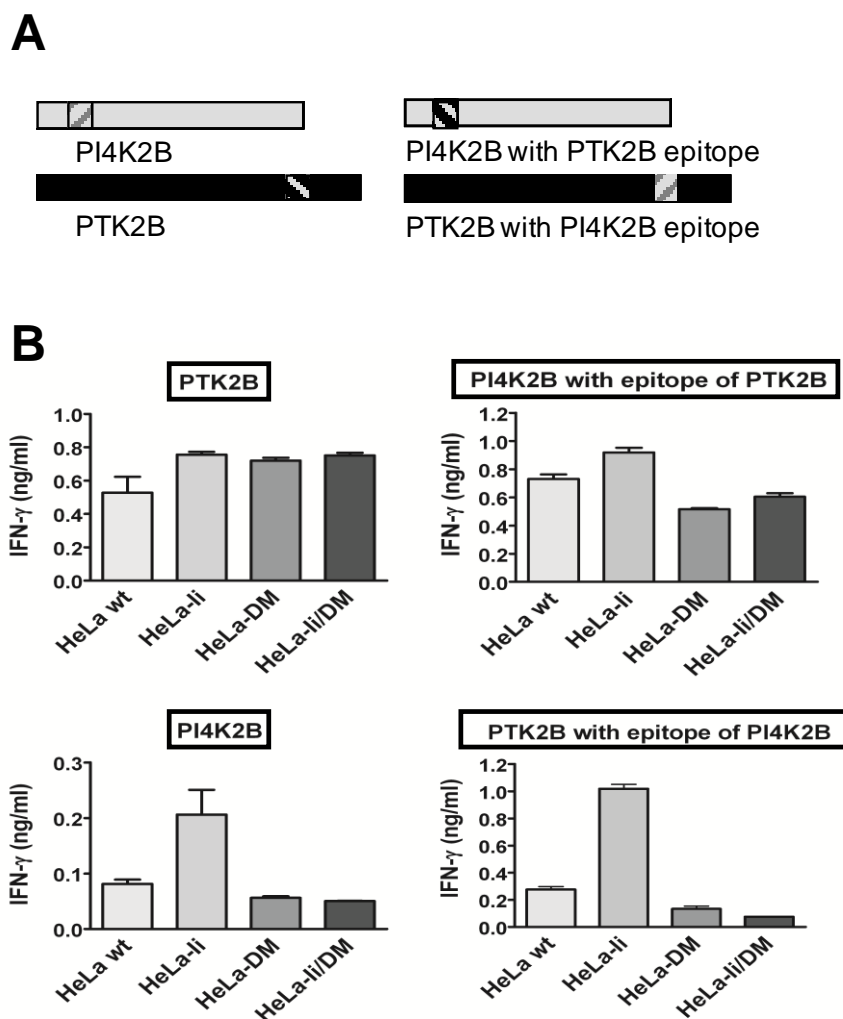 A
PI4K2B
PI4K2B with PTK2B epitope
PTK2B
PTK2B with PI4K2B epitope
B
PTK2B
IFN-γ (ng/ml)
1.0
0.8
0.6
0.4
0.2
0.0
HeLa wt
HeLa-Ii
HeLa-DM
HeLa-Ii/DM
PI4K2B with epitope of PTK2B
IFN-γ (ng/ml)
1.2
1.0
0.8
0.6
0.4
0.2
0.0
HeLa wt
HeLa-Ii
HeLa-DM
HeLa-Ii/DM
PI4K2B
IFN-γ (ng/ml)
0.3
0.2
0.1
0.0
HeLa wt
HeLa-Ii
HeLa-DM
HeLa-Ii/DM
PTK2B with epitope of PI4K2B
IFN-γ (ng/ml)
1.2
1.0
0.8
0.6
0.4
0.2
0.0
HeLa wt
HeLa-Ii
HeLa-DM
HeLa-Ii/DM